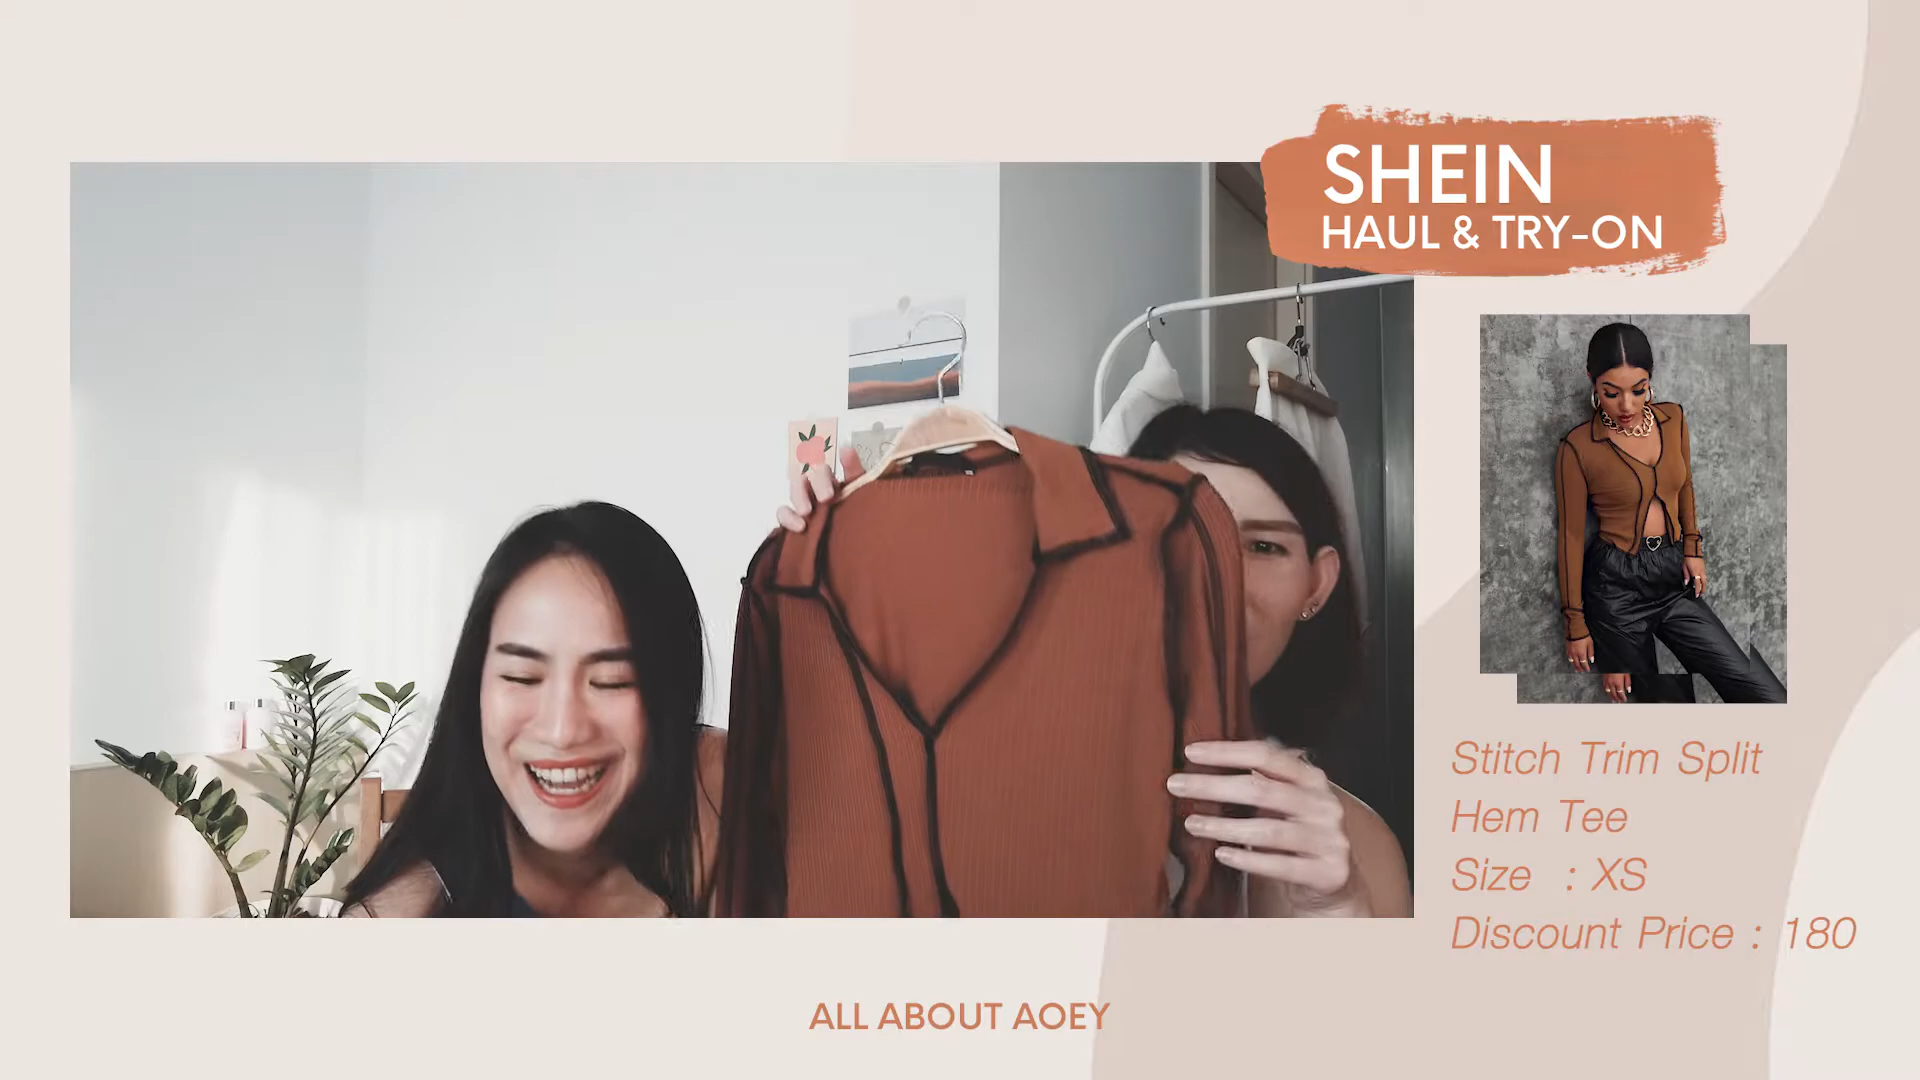 SHEIN
HAUL & TRY-ON
Stitch Trim Split
Hem Tee
Size : XS
Discount Price : 180
ALL ABOUT AOEY